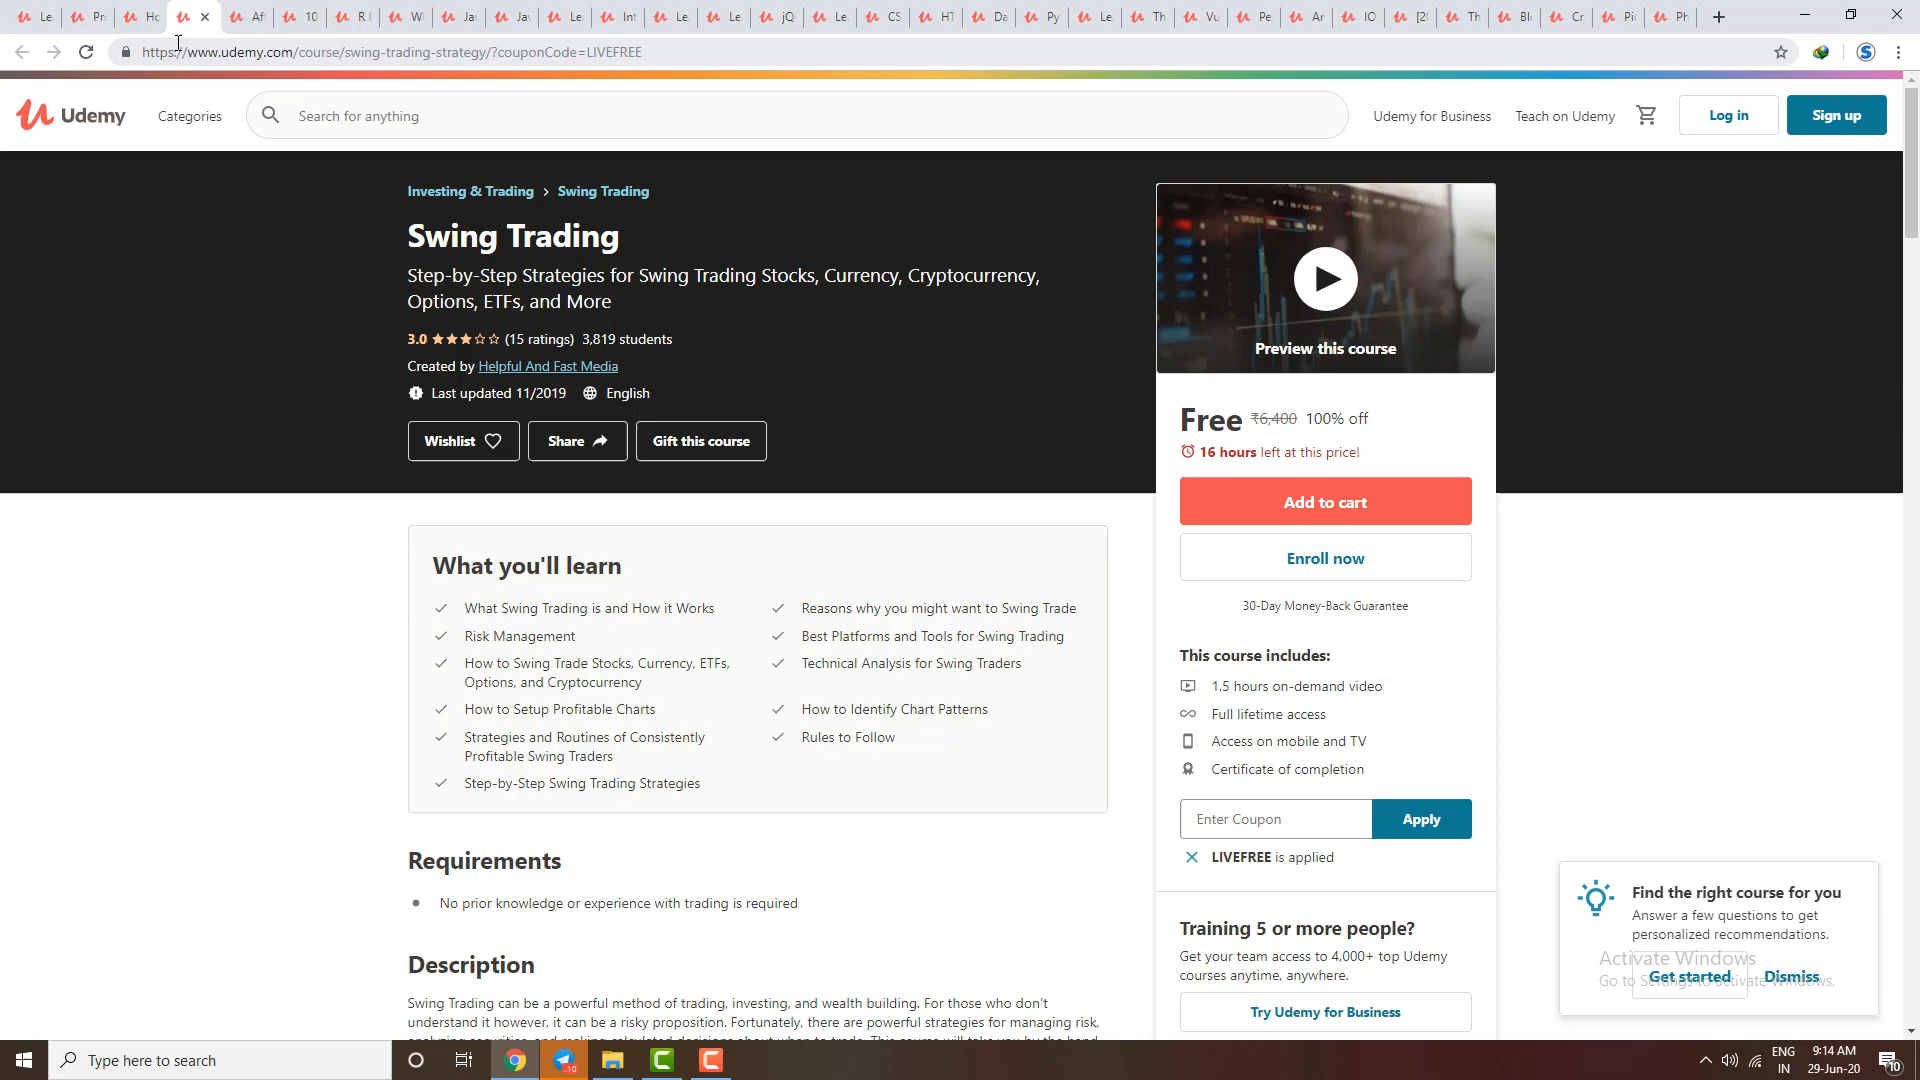 Le Pr Ho Af 10 R I W Ja Ja Le Int Le Le jQ Le CS HT Da Py Le Th Vu Pe Ar IO [20 Th Bl Cr Pic Ph
https://www.udemy.com/course/swing-trading-strategy/?couponCode=LIVEFREE
Udemy Categories Search for anything Udemy for Business Teach on Udemy Log in Sign up
Investing & Trading > Swing Trading
Swing Trading
Step-by-Step Strategies for Swing Trading Stocks, Currency, Cryptocurrency,
Options, ETFs, and More
3.0 (15 ratings) 3,819 students
Created by Helpful And Fast Media
Last updated 11/2019 English
Wishlist Share Gift this course
Preview this course
Free ₹6,400 100% off
16 hours left at this price!
Add to cart
Enroll now
30-Day Money-Back Guarantee
This course includes:
1.5 hours on-demand video
Full lifetime access
Access on mobile and TV
Certificate of completion
Enter Coupon Apply
LIVEFREE is applied
Training 5 or more people?
Get your team access to 4,000+ top Udemy
courses anytime, anywhere.
Try Udemy for Business
What you'll learn
What Swing Trading is and How it Works
Reasons why you might want to Swing Trade
Risk Management
Best Platforms and Tools for Swing Trading
How to Swing Trade Stocks, Currency, ETFs,
Options, and Cryptocurrency
Technical Analysis for Swing Traders
How to Setup Profitable Charts
How to Identify Chart Patterns
Strategies and Routines of Consistently
Profitable Swing Traders
Rules to Follow
Step-by-Step Swing Trading Strategies
Requirements
No prior knowledge or experience with trading is required
Description
Swing Trading can be a powerful method of trading, investing, and wealth building. For those who don't
understand it however, it can be a risky proposition. Fortunately, there are powerful strategies for managing risk,
Find the right course for you
Answer a few questions to get
personalized recommendations.
Get started Dismiss
Activate Windows
Go to Settings to activate Windows.
Type here to search
10
ENG
IN
9:14 AM
29-Jun-20
10